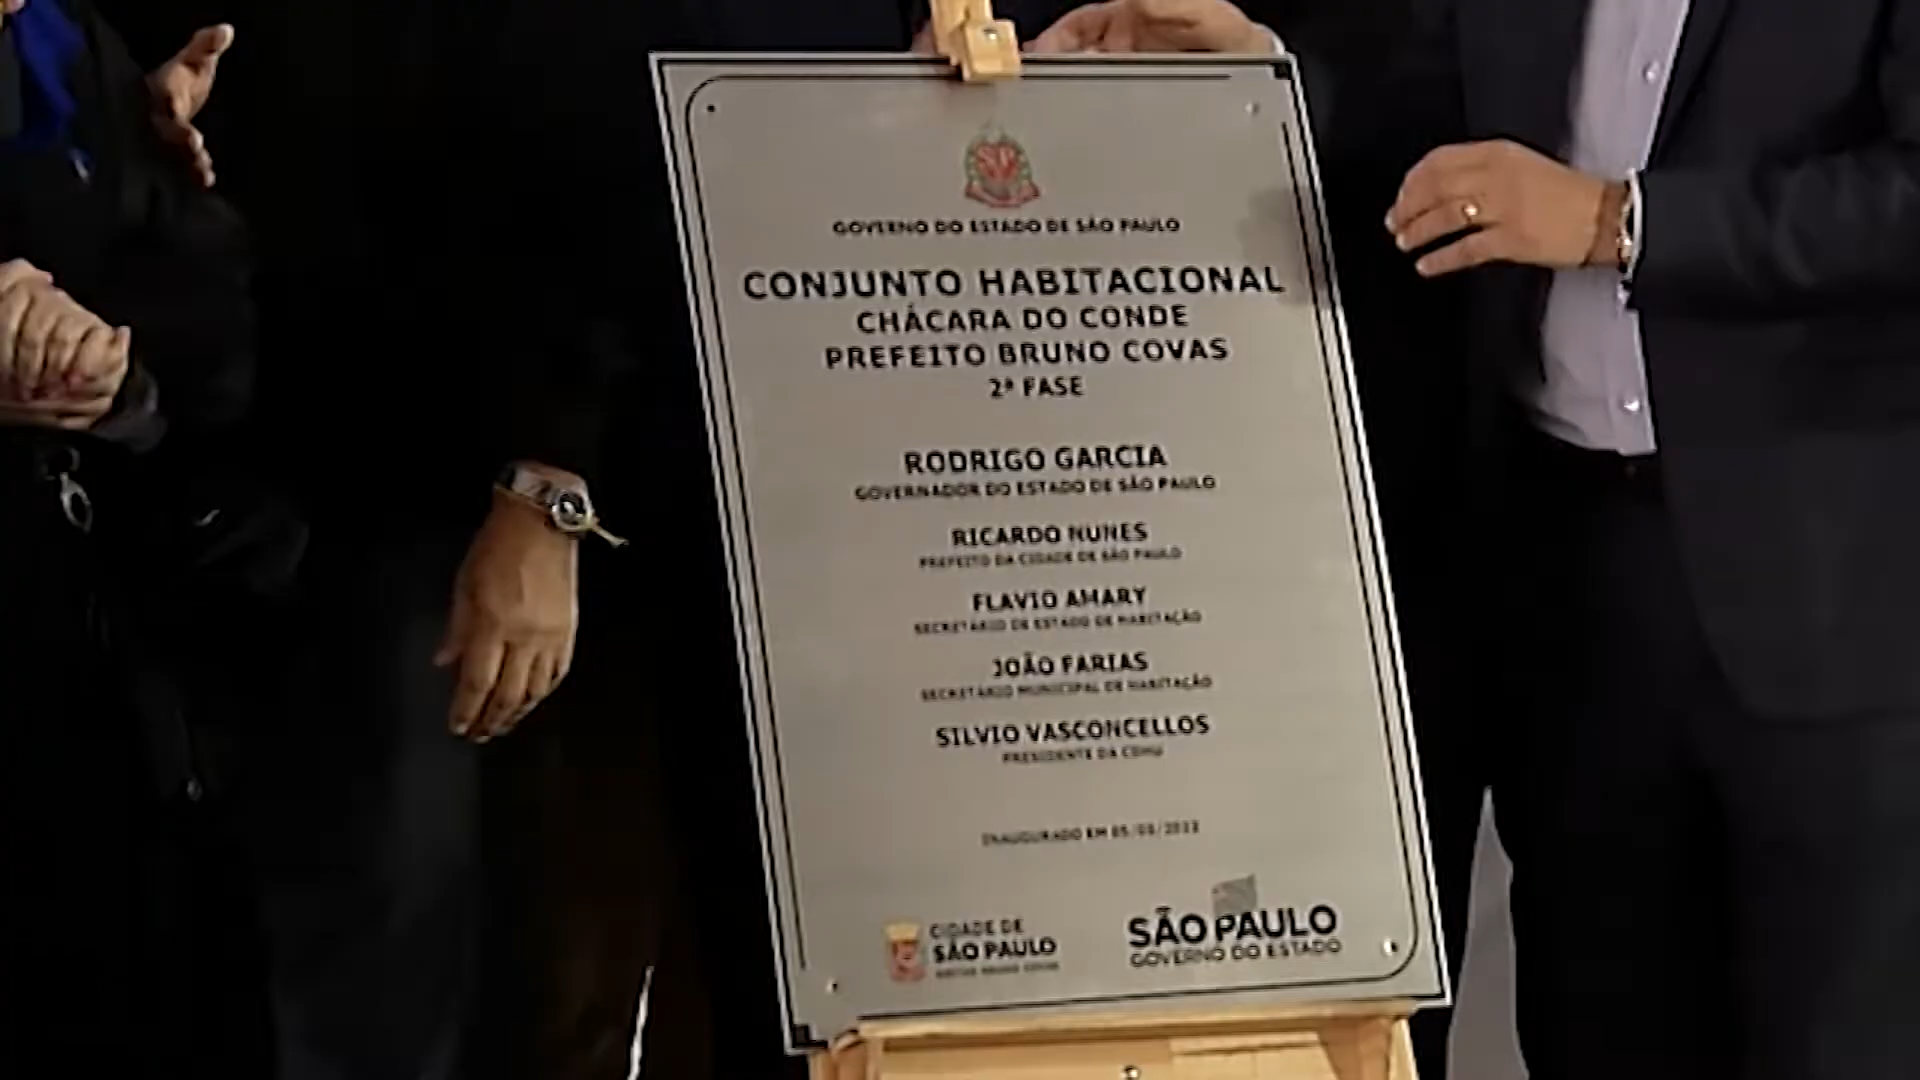 SP
GOVERNO DO ESTADO DE SÃO PAULO
CONJUNTO HABITACIONAL
CHÁCARA DO CONDE
PREFEITO BRUNO COVAS
2ª FASE
RODRIGO GARCIA
GOVERNADOR DO ESTADO DE SÃO PAULO
RICARDO NUNES
PREFEITO DA CIDADE DE SÃO PAULO
FLAVIO AMARY
SECRETÁRIO DE ESTADO DE HABITAÇÃO
JOÃO FARIAS
SECRETÁRIO MUNICIPAL DE HABITAÇÃO
SILVIO VASCONCELLOS
PRESIDENTE DA CDHU
INAUGURADO EM
CIDADE DE
SÃO PAULO
SÃO PAULO
GOVERNO DO ESTADO